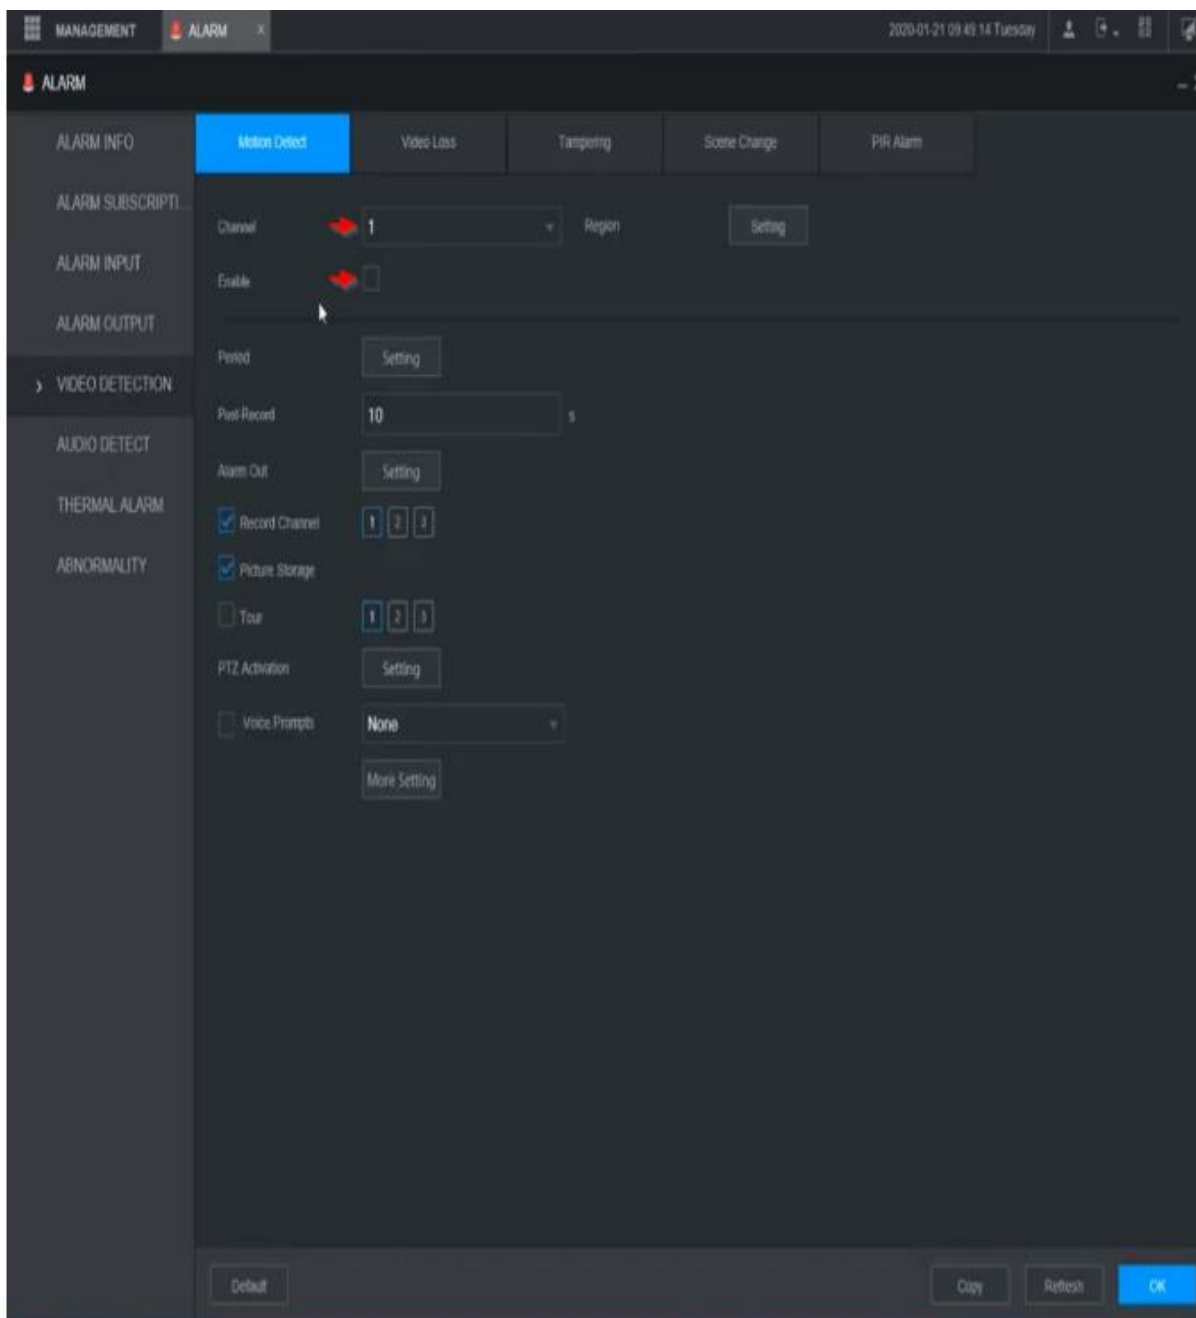 MANAGEMENT ALARM X 2020-01-21 09:49:14 Tuesday
ALARM
ALARM INFO
ALARM SUBSCRIPTI...
ALARM INPUT
ALARM OUTPUT
VIDEO DETECTION
AUDIO DETECT
THERMAL ALARM
ABNORMALITY
Motion Detect Video Loss Tampering Scene Change PIR Alarm
Channel 1 Region Setting
Enable
Period Setting
Post-Record 10 s
Alarm Out Setting
Record Channel 1 2 3
Picture Storage
Tour 1 2 3
PTZ Activation Setting
Voice Prompts None
More Setting
Default Copy Refresh OK